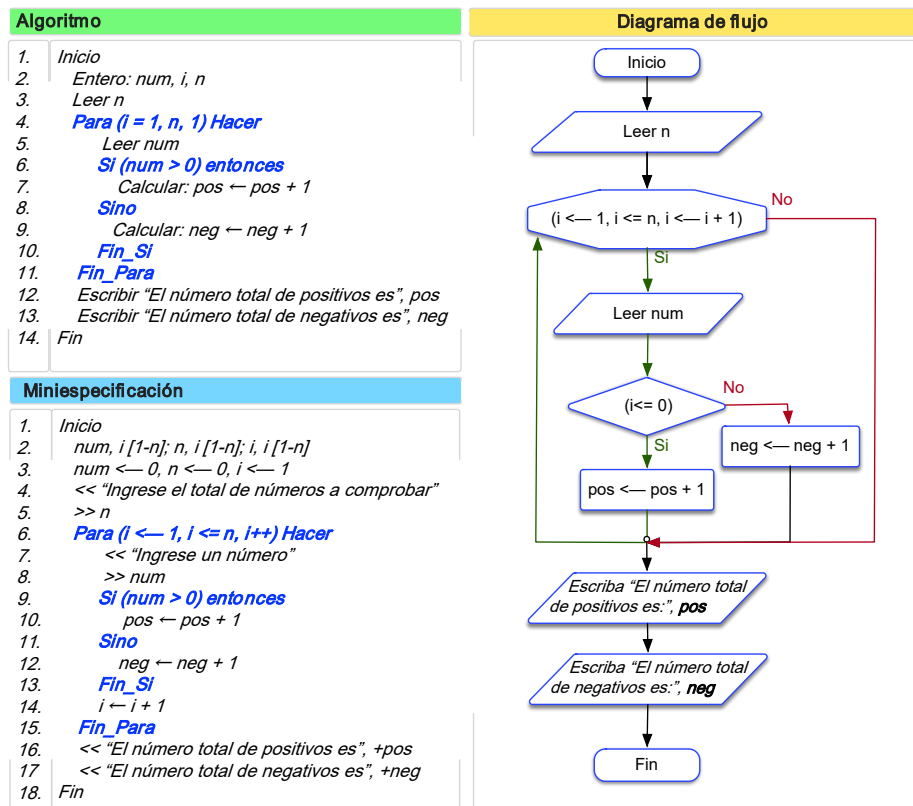 Algoritmo
1. Inicio
2. Entero: num, i, n
3. Leer n
4. Para (i = 1, n, 1) Hacer
5. Leer num
6. Si (num > 0) entonces
7. Calcular: pos ← pos + 1
8. Sino
9. Calcular: neg ← neg + 1
10. Fin_Si
11. Fin_Para
12. Escribir “El número total de positivos es”, pos
13. Escribir “El número total de negativos es”, neg
14. Fin
Miniespecificación
1. Inicio
2. num, i [1-n]; n, i [1-n]; i, i [1-n]
3. num <— 0, n <— 0, i <— 1
4. << “Ingrese el total de números a comprobar”
5. >> n
6. Para (i <— 1, i <= n, i++) Hacer
7. << “Ingrese un número”
8. >> num
9. Si (num > 0) entonces
10. pos ← pos + 1
11. Sino
12. neg ← neg + 1
13. Fin_Si
14. i ← i + 1
15. Fin_Para
16. << “El número total de positivos es”, +pos
17 << “El número total de negativos es”, +neg
18. Fin
Diagrama de flujo
Inicio
Leer n
(i <— 1, i <= n, i <— i + 1)
No
Si
Leer num
(i<= 0)
No
Si
neg <— neg + 1
pos <— pos + 1
Escriba “El número total
de positivos es:”, pos
Escriba “El número total
de negativos es:”, neg
Fin